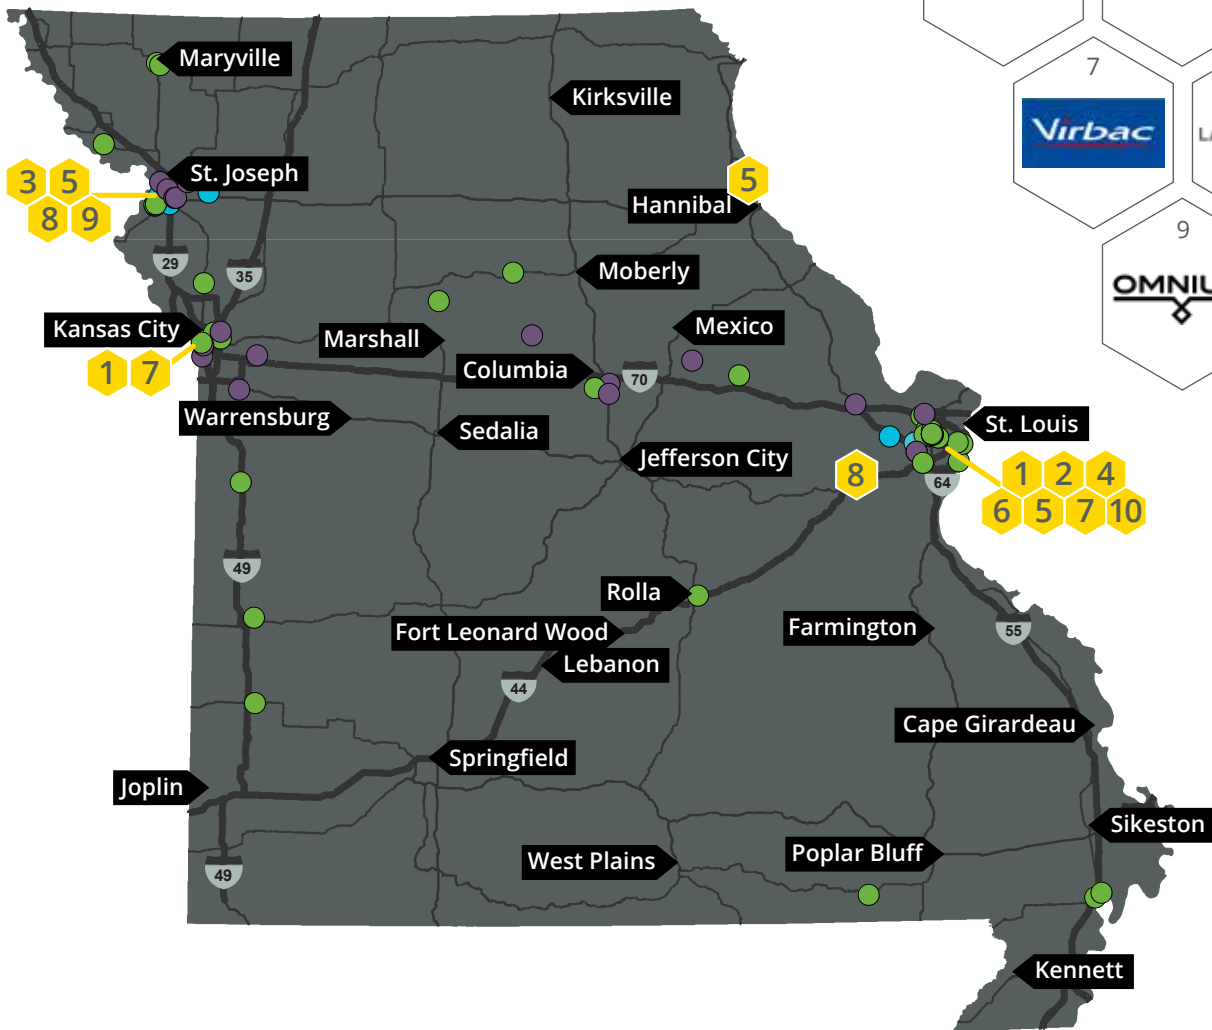 Maryville
Kirksville
7
Virbac
St. Joseph
3 5
8 9
5
Hannibal
9
29
35
Moberly
OMNIU
Kansas City
Marshall
Mexico
1 7
Columbia
70
Warrensburg
Sedalia
St. Louis
Jefferson City
8
64
1 2 4
6 5 7 10
49
Rolla
Fort Leonard Wood
Farmington
55
Lebanon
44
Cape Girardeau
Springfield
Joplin
Sikeston
West Plains
Poplar Bluff
49
Kennett